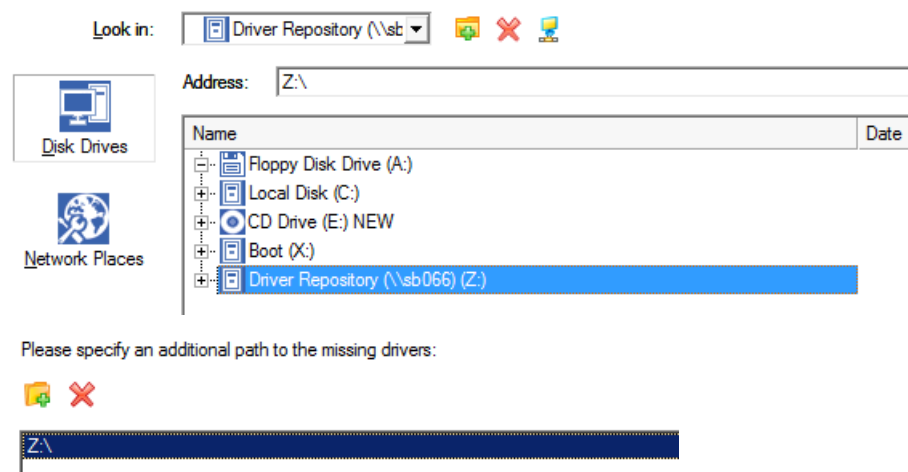 Look in: Driver Repository (\\sb
Address: Z:\
Disk Drives
Network Places
Name Date
Floppy Disk Drive (A:)
Local Disk (C:)
CD Drive (E:) NEW
Boot (X:)
Driver Repository (\\sb066) (Z:)
Please specify an additional path to the missing drivers:
Z:\